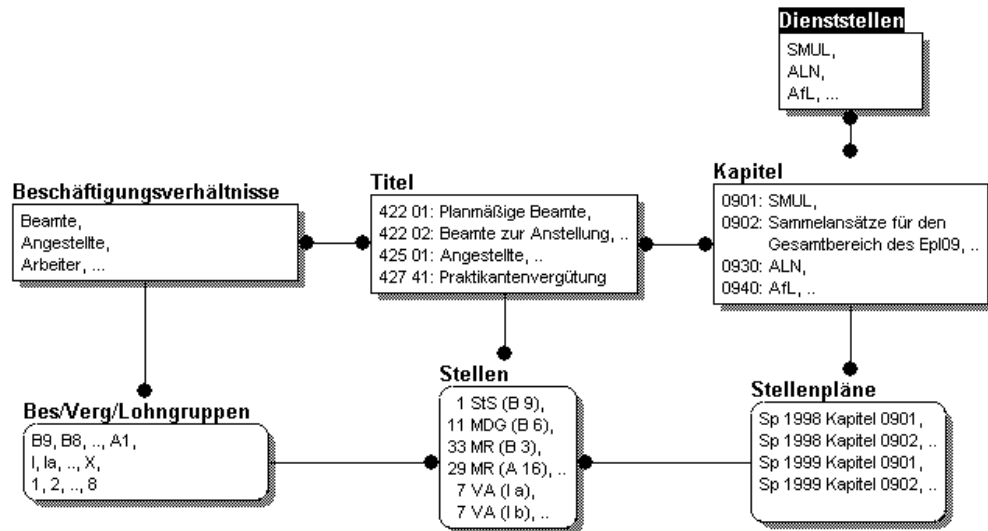 Dienststellen
SMUL,
ALN,
AfL, ...
Beschäftigungsverhältnisse
Beamte,
Angestellte,
Arbeiter, ...
Titel
422 01: Planmäßige Beamte,
422 02: Beamte zur Anstellung, ..
425 01: Angestellte, ..
427 41: Praktikantenvergütung
Kapitel
0901: SMUL,
0902: Sammelansätze für den
Gesamtbereich des Epl09, ..
0930: ALN,
0940: AfL, ..
Bes/Verg/Lohngruppen
B9, B8, .., A1,
I, Ia, .., X,
1, 2, .., 8
Stellen
1 StS (B 9),
11 MDG (B 6),
33 MR (B 3),
29 MR (A 16), ..
7 VA (I a),
7 VA (I b), ..
Stellenpläne
Sp 1998 Kapitel 0901,
Sp 1998 Kapitel 0902, ..
Sp 1999 Kapitel 0901,
Sp 1999 Kapitel 0902, ..